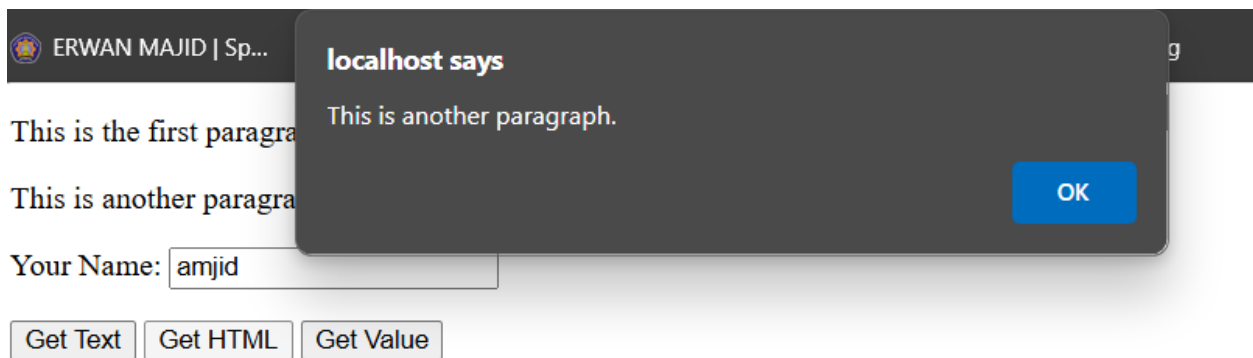 ERWAN MAJID | Sp...
g
localhost says
This is another paragraph.
OK
This is the first paragra
This is another paragra
Your Name: amjid
Get Text Get HTML Get Value